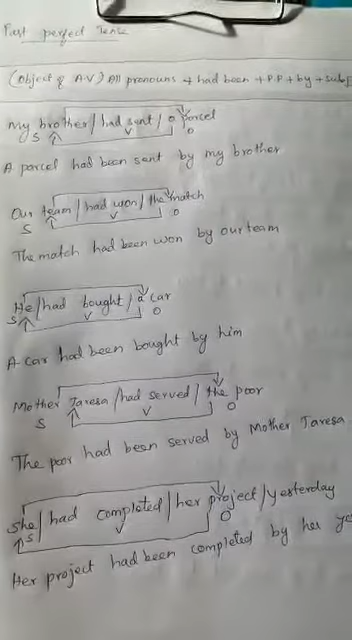 Past perfect Tense
(Object of A.V) All pronouns + had been + P.P + by + subj
My brother / had sent / a parcel
S V O
A parcel had been sent by my brother
Our team / had won / the match
S V O
The match had been won by our team
He / had bought / a car
S V O
A car had been bought by him
Mother Taresa / had served / the poor
S V O
The poor had been served by Mother Taresa
She / had completed / her project / yesterday
S V O
Her project had been completed by her ye